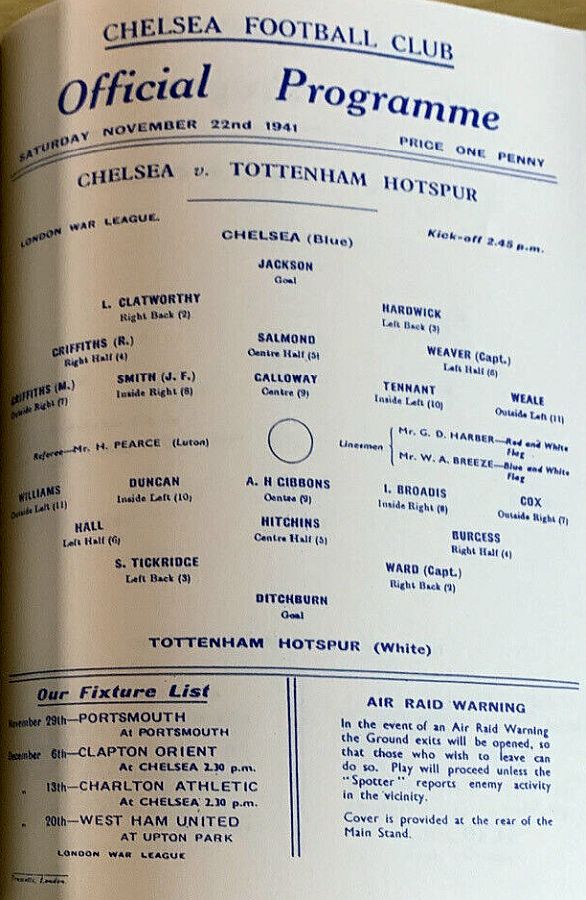 CHELSEA FOOTBALL CLUB
Official Programme
SATURDAY NOVEMBER 22nd 1941 PRICE ONE PENNY
CHELSEA v. TOTTENHAM HOTSPUR
LONDON WAR LEAGUE. Kick-off 2.45 p.m.
CHELSEA (Blue)
JACKSON
Goal
L. CLATWORTHY HARDWICK
Right Back (2) Left Back (3)
GRIFFITHS (R.) SALMOND WEAVER (Capt.)
Right Half (4) Centre Half (5) Left Half (6)
GRIFFITHS (M.) SMITH (J. F.) GALLOWAY TENNANT WEALE
Outside Right (7) Inside Right (8) Centre (9) Inside Left (10) Outside Left (11)
Referee—Mr. H. PEARCE (Luton) Linesmen Mr. G. D. HARBER—Red and White
Flag
Mr. W. A. BREEZE—Blue and White
Flag
WILLIAMS DUNCAN A. H GIBBONS I. BROADIS COX
Outside Left (11) Inside Left (10) Centre (9) Inside Right (8) Outside Right (7)
HALL HITCHINS BURGESS
Left Half (6) Centre Half (5) Right Half (4)
S. TICKRIDGE WARD (Capt.)
Left Back (3) Right Back (2)
DITCHBURN
Goal
TOTTENHAM HOTSPUR (White)
Our Fixture List
November 29th—PORTSMOUTH
At PORTSMOUTH
December 6th—CLAPTON ORIENT
At CHELSEA 2.30 p.m.
" 13th—CHARLTON ATHLETIC
At CHELSEA 2.30 p.m.
" 20th—WEST HAM UNITED
AT UPTON PARK
LONDON WAR LEAGUE
AIR RAID WARNING
In the event of an Air Raid Warning
the Ground exits will be opened, so
that those who wish to leave can
do so. Play will proceed unless the
"Spotter" reports enemy activity
in the vicinity.
Cover is provided at the rear of the
Main Stand.
London.